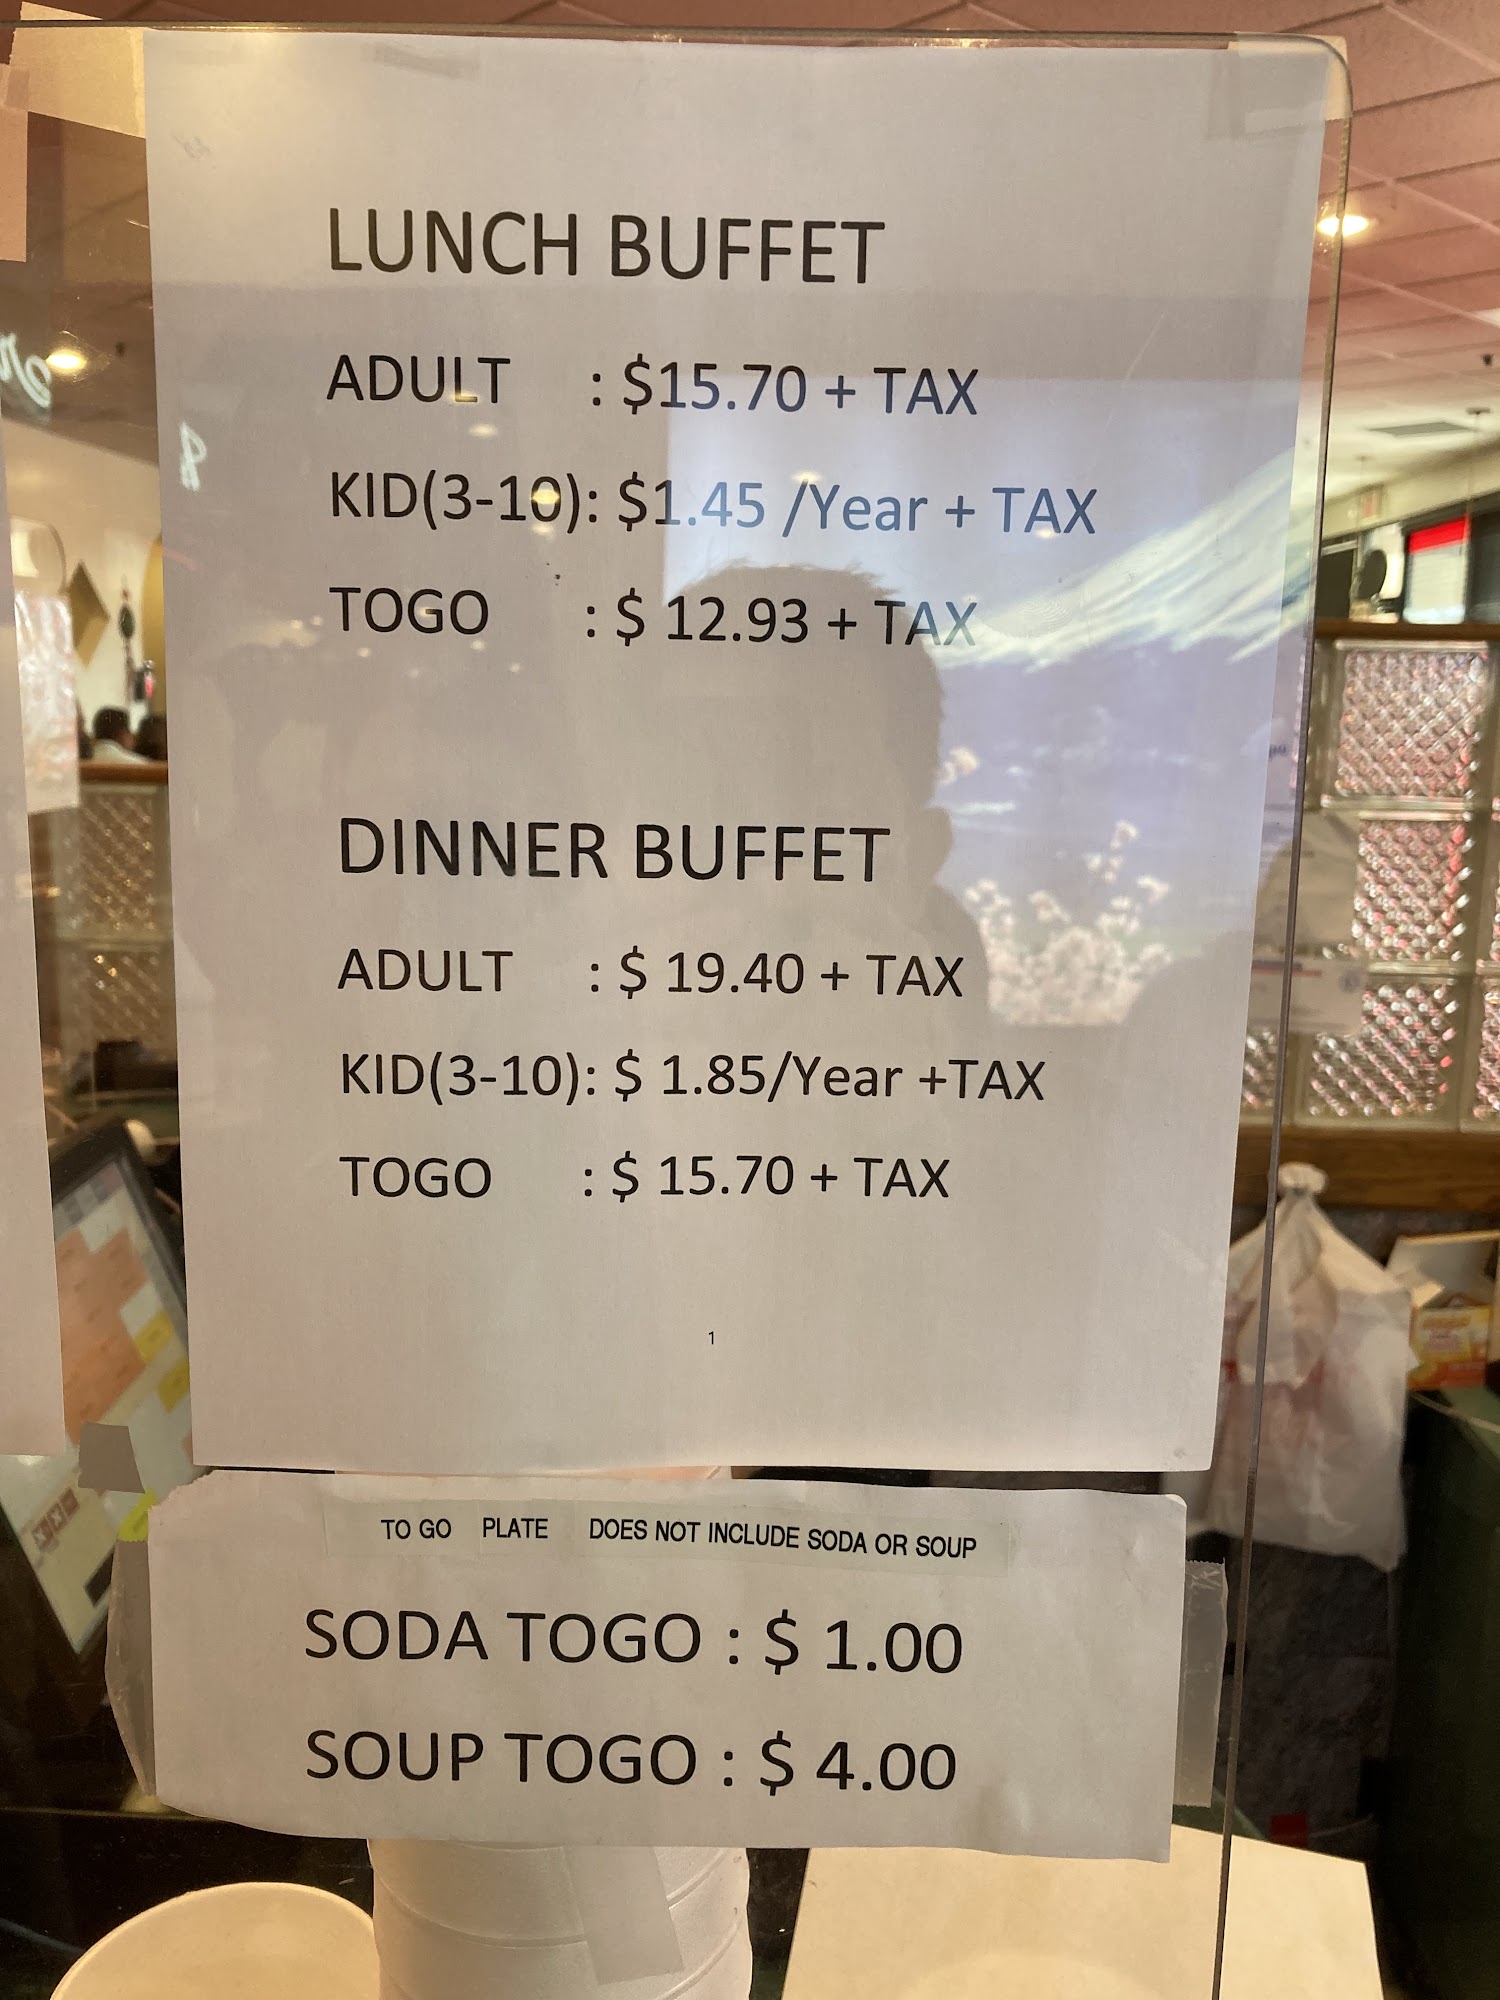 LUNCH BUFFET
ADULT : $15.70 + TAX
KID(3-10): $1.45 /Year + TAX
TOGO : $ 12.93 + TAX
DINNER BUFFET
ADULT : $ 19.40 + TAX
KID(3-10): $ 1.85/Year +TAX
TOGO : $ 15.70 + TAX
1
TO GO PLATE DOES NOT INCLUDE SODA OR SOUP
SODA TOGO : $ 1.00
SOUP TOGO : $ 4.00